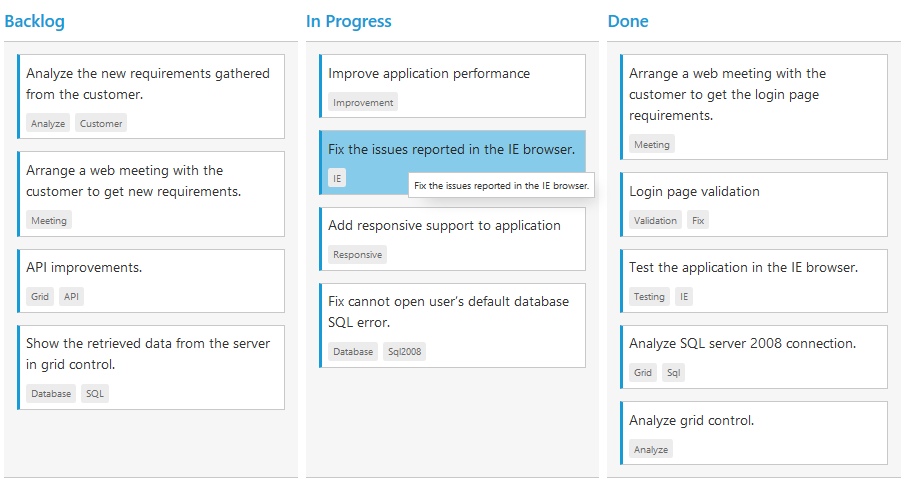 Backlog
Analyze the new requirements gathered
from the customer.
Analyze Customer
Arrange a web meeting with the
customer to get new requirements.
Meeting
API improvements.
Grid API
Show the retrieved data from the server
in grid control.
Database SQL
In Progress
Improve application performance
Improvement
Fix the issues reported in the IE browser.
IE
Fix the issues reported in the IE browser.
Add responsive support to application
Responsive
Fix cannot open user's default database
SQL error.
Database Sql2008
Done
Arrange a web meeting with the
customer to get the login page
requirements.
Meeting
Login page validation
Validation Fix
Test the application in the IE browser.
Testing IE
Analyze SQL server 2008 connection.
Grid Sql
Analyze grid control.
Analyze